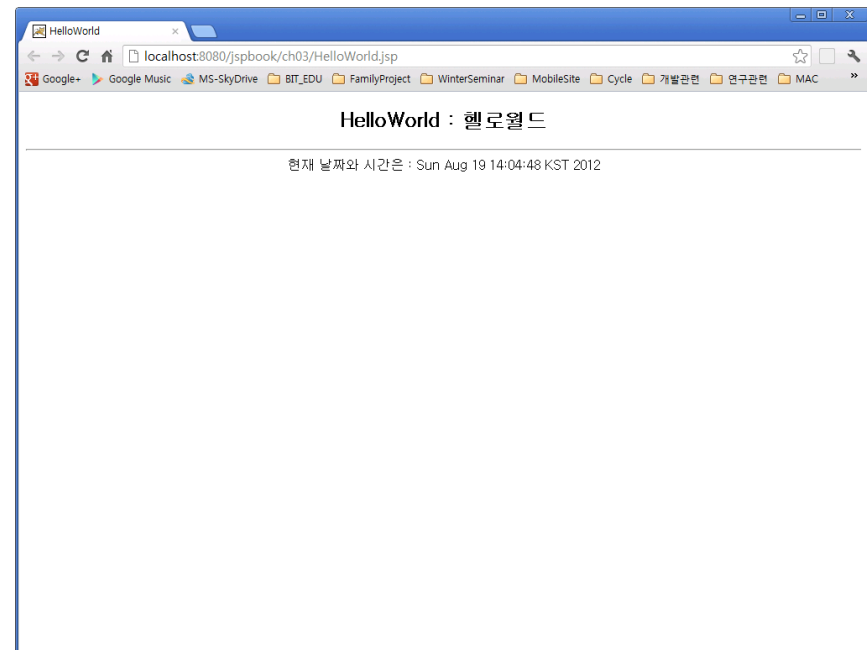 HelloWorld
localhost:8080/jspbook/ch03/HelloWorld.jsp
Google+ Google Music MS-SkyDrive BIT_EDU FamilyProject WinterSeminar MobileSite Cycle 개발관련 연구관련 MAC »
HelloWorld : 헬로월드
현재 날짜와 시간은 : Sun Aug 19 14:04:48 KST 2012